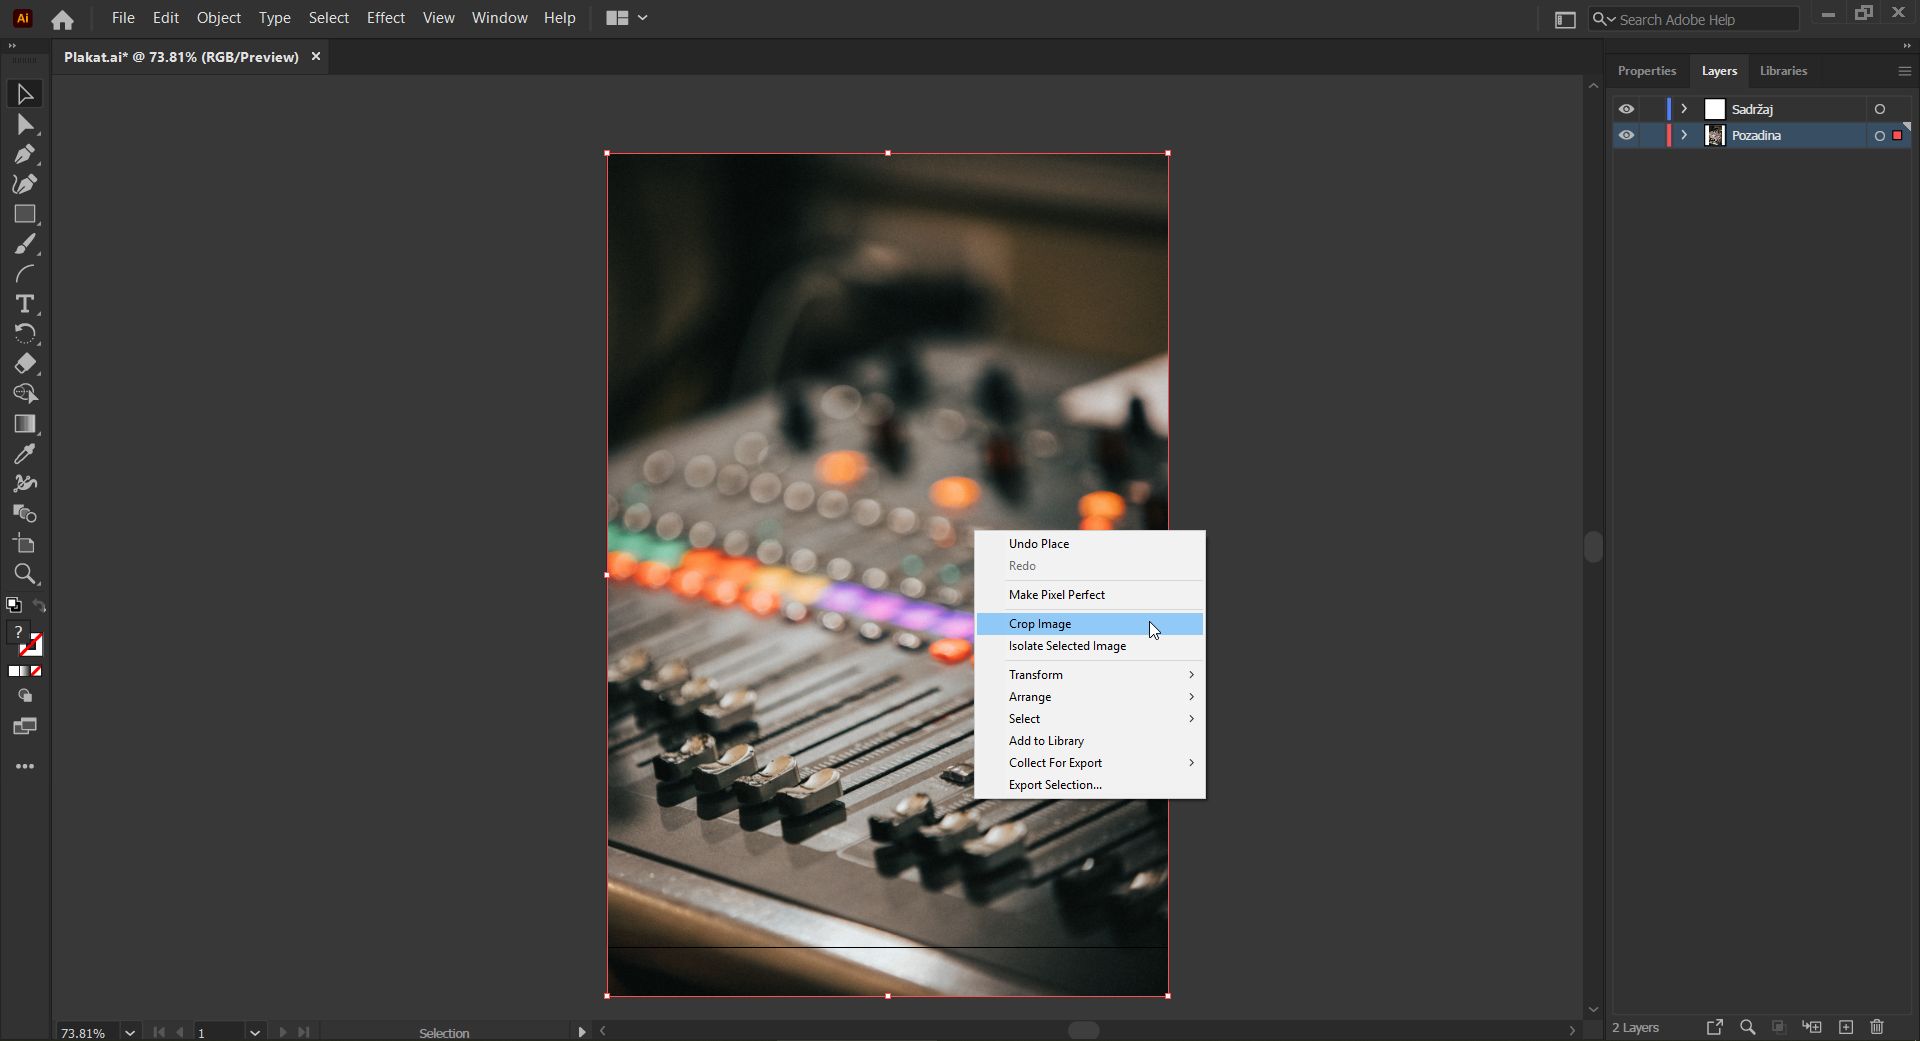 Ai File Edit Object Type Select Effect View Window Help Search Adobe Help
Plakat.ai* @ 73.81% (RGB/Preview)
Properties Layers Libraries
Sadržaj
Pozadina
Undo Place
Redo
Make Pixel Perfect
Crop Image
Isolate Selected Image
Transform
Arrange
Select
Add to Library
Collect For Export
Export Selection...
T
?
73.81% 1 Selection
2 Layers